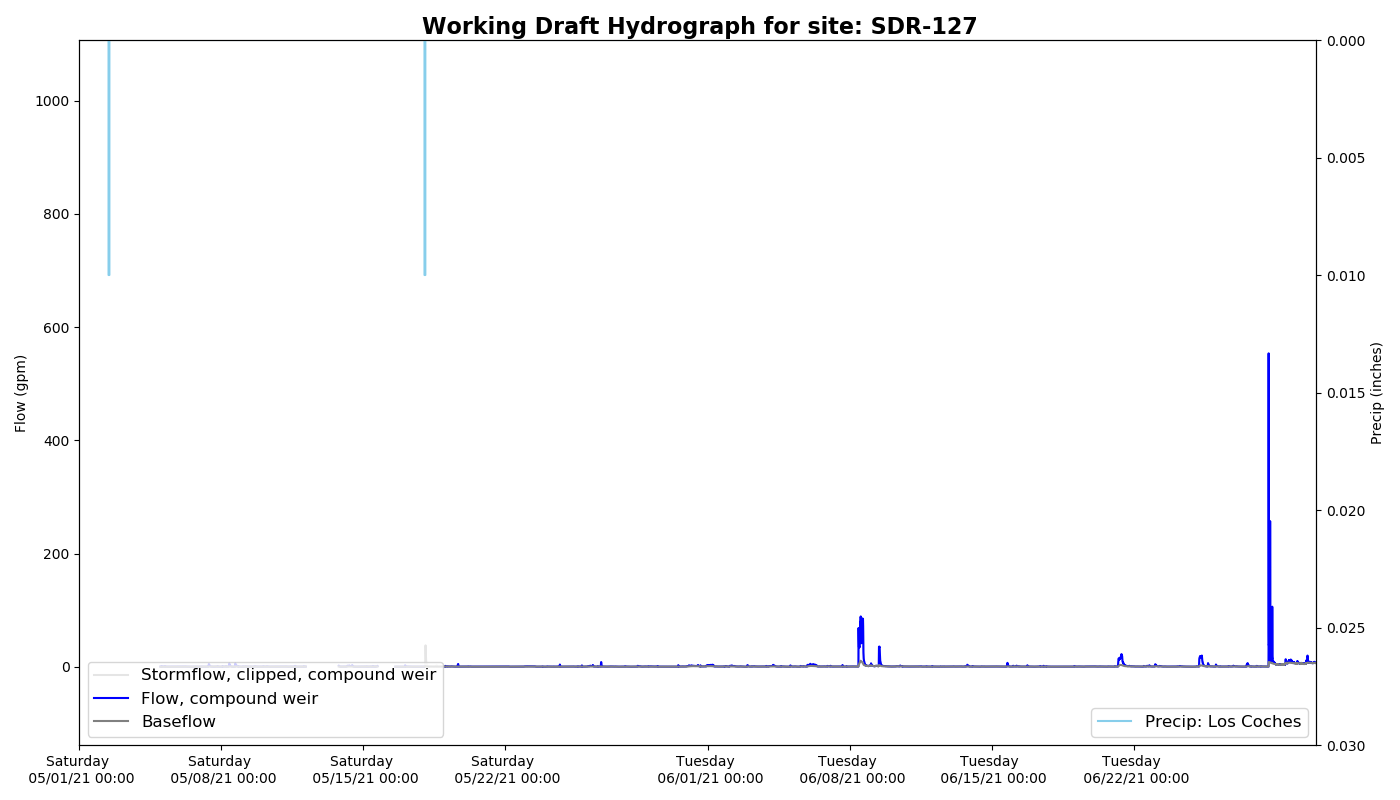 Working Draft Hydrograph for site: SDR-127
1000
800
600
400
200
0
Flow (gpm)
0.000
0.005
0.010
0.015
0.020
0.025
0.030
Precip (inches)
Stormflow, clipped, compound weir
Flow, compound weir
Baseflow
Precip: Los Coches
Saturday
05/01/21 00:00
Saturday
05/08/21 00:00
Saturday
05/15/21 00:00
Saturday
05/22/21 00:00
Tuesday
06/01/21 00:00
Tuesday
06/08/21 00:00
Tuesday
06/15/21 00:00
Tuesday
06/22/21 00:00